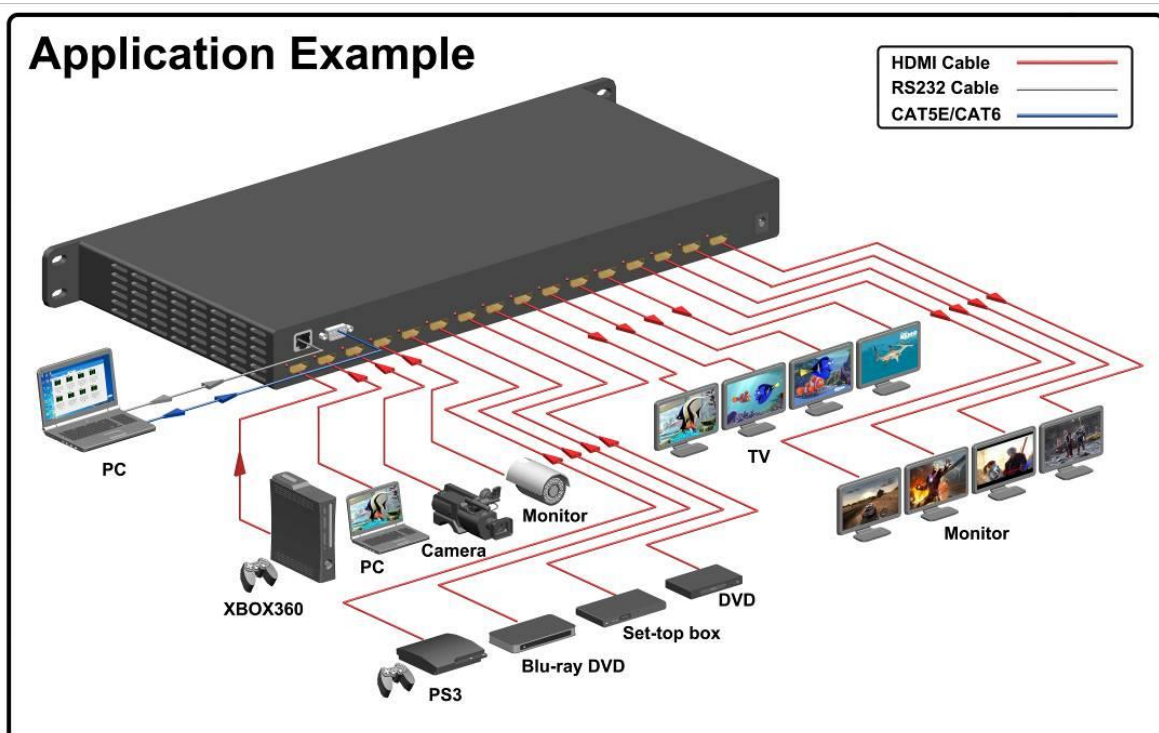 Application Example
HDMI Cable
RS232 Cable
CAT5E/CAT6
PC
XBOX360
PC
Camera
Monitor
TV
Monitor
PS3
Blu-ray DVD
Set-top box
DVD